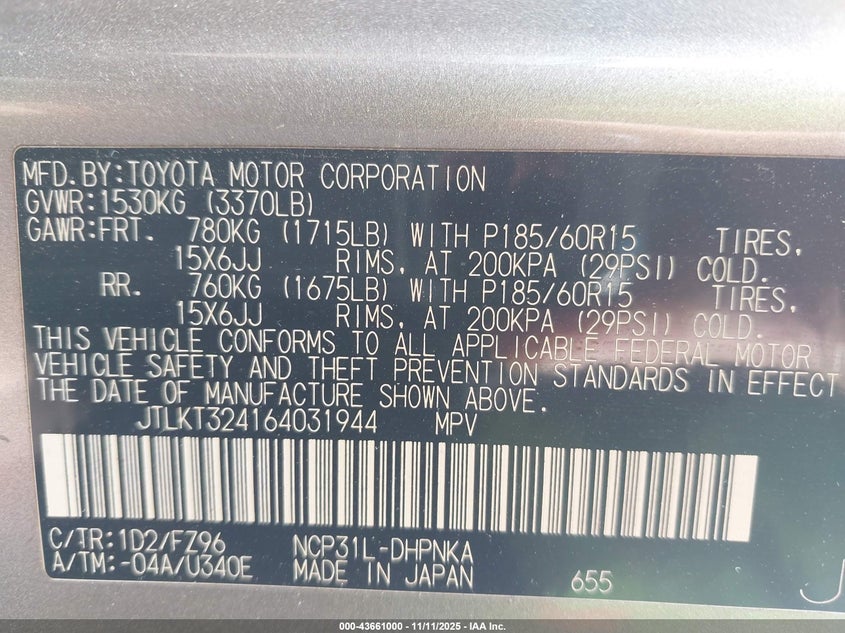 MFD.BY:TOYOTA MOTOR CORPORATION
GVWR:1530KG (3370LB)
GAWR:FRT. 780KG (1715LB) WITH P185/60R15 TIRES,
15X6JJ RIMS, AT 200KPA (29PSI) COLD.
RR. 760KG (1675LB) WITH P185/60R15 TIRES,
15X6JJ RIMS, AT 200KPA (29PSI) COLD.
THIS VEHICLE CONFORMS TO ALL APPLICABLE FEDERAL MOTOR
VEHICLE SAFETY AND THEFT PREVENTION STANDARDS IN EFFECT
THE DATE OF MANUFACTURE SHOWN ABOVE.
JTLKT324164031944 MPV
C/TR:1D2/FZ96 NCP31L-DHPNKA
A/TM:-04A/U340E MADE IN JAPAN 655
J
000-43661000 - 11/11/2025 - IAA Inc.